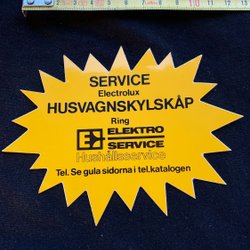 SERVICE
Electrolux
HUSVAGNSKYLSKÅP
Ring
E ELEKTRO
SERVICE
Hushållsservice
Tel. Se gula sidorna i tel.katalogen